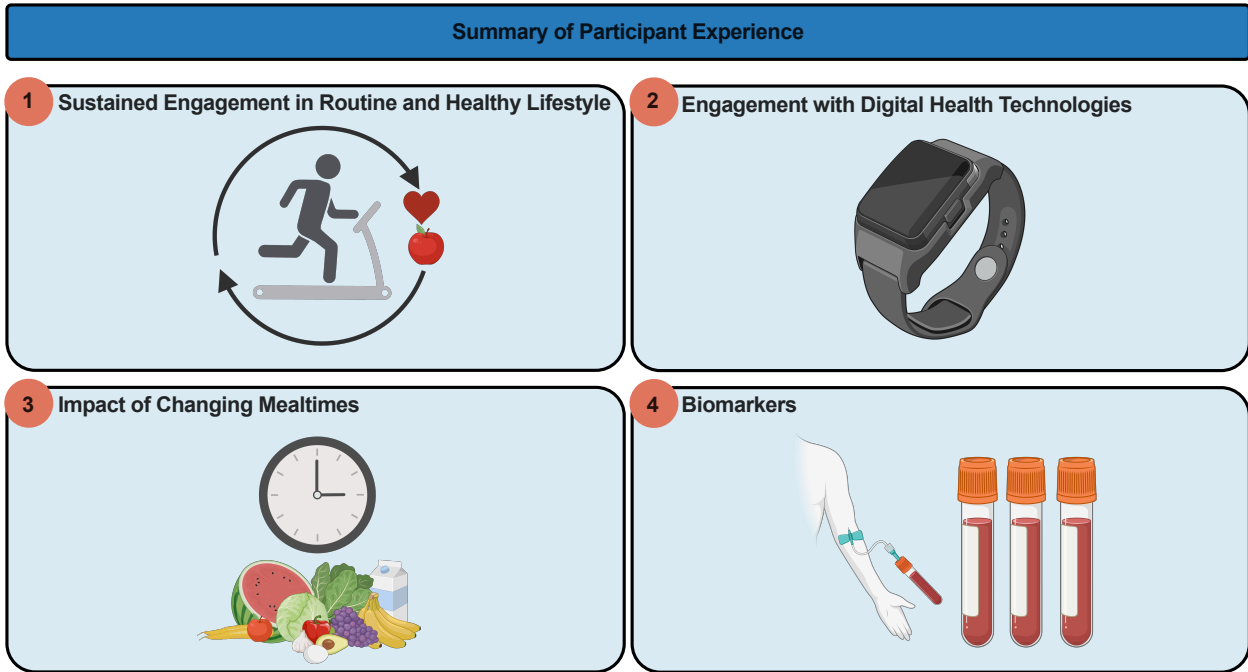 Summary of Participant Experience
1 Sustained Engagement in Routine and Healthy Lifestyle
2 Engagement with Digital Health Technologies
3 Impact of Changing Mealtimes
4 Biomarkers